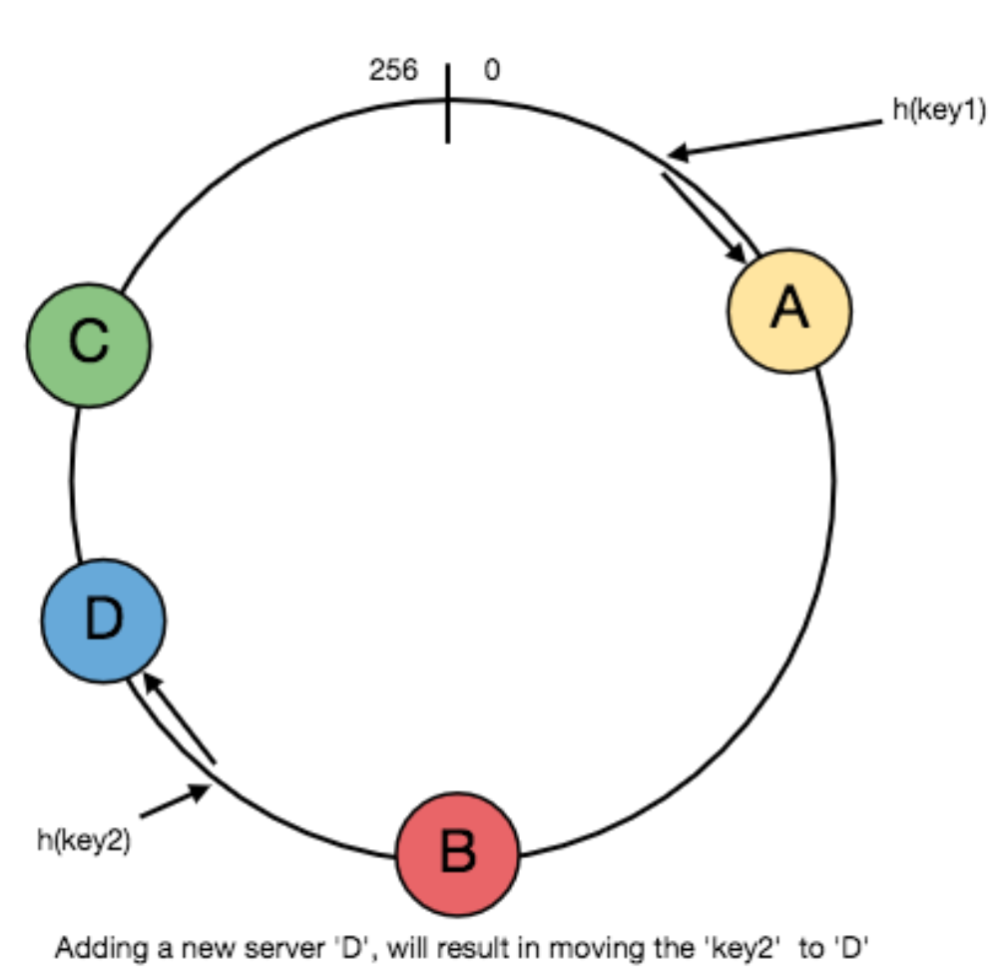 256 0
h(key1)
A
C
D
h(key2)
B
Adding a new server 'D', will result in moving the 'key2' to 'D'